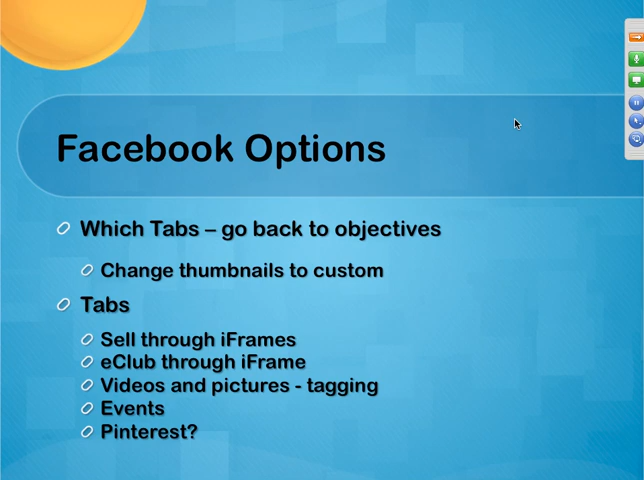 Facebook Options
Which Tabs – go back to objectives
Change thumbnails to custom
Tabs
Sell through iFrames
eClub through iFrame
Videos and pictures - tagging
Events
Pinterest?